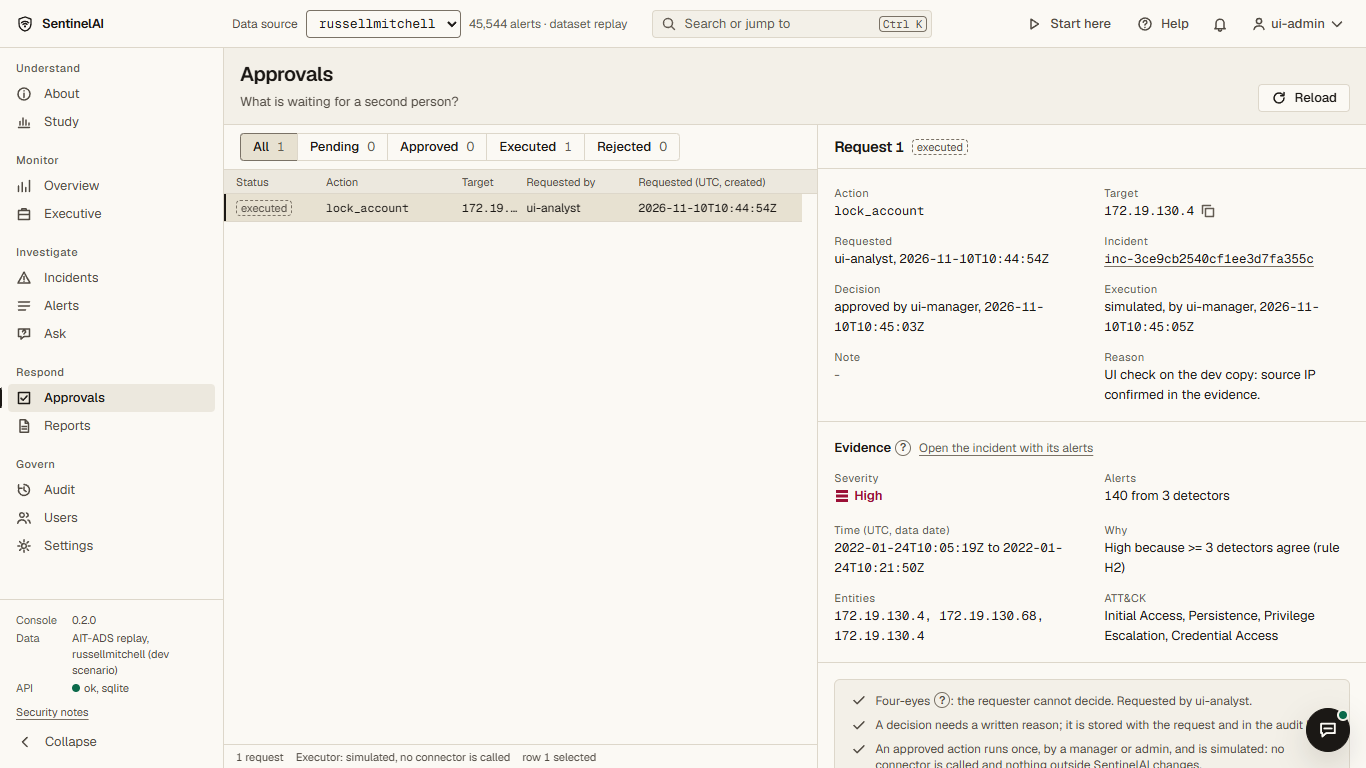 SentinelAI
Data source russellmitchell 45,544 alerts · dataset replay Search or jump to Ctrl K Start here Help ui-admin
Understand
About
Study
Monitor
Overview
Executive
Investigate
Incidents
Alerts
Ask
Respond
Approvals
Reports
Govern
Audit
Users
Settings
Console 0.2.0
Data AIT-ADS replay,
russellmitchell (dev
scenario)
API ok, sqlite
Security notes
Collapse
Approvals
What is waiting for a second person?
Reload
All 1 Pending 0 Approved 0 Executed 1 Rejected 0
Status Action Target Requested by Requested (UTC, created)
executed lock_account 172.19.… ui-analyst 2026-11-10T10:44:54Z
1 request Executor: simulated, no connector is called row 1 selected
Request 1 executed
Action Target
lock_account 172.19.130.4
Requested Incident
ui-analyst, 2026-11-10T10:44:54Z inc-3ce9cb2540cf1ee3d7fa355c
Decision Execution
approved by ui-manager, 2026-11- simulated, by ui-manager, 2026-11-
10T10:45:03Z 10T10:45:05Z
Note Reason
- UI check on the dev copy: source IP
confirmed in the evidence.
Evidence ? Open the incident with its alerts
Severity Alerts
High 140 from 3 detectors
Time (UTC, data date) Why
2022-01-24T10:05:19Z to 2022-01- High because >= 3 detectors agree (rule
24T10:21:50Z H2)
Entities ATT&CK
172.19.130.4, 172.19.130.68, Initial Access, Persistence, Privilege
172.19.130.4 Escalation, Credential Access
Four-eyes ?: the requester cannot decide. Requested by ui-analyst.
A decision needs a written reason; it is stored with the request and in the audit
An approved action runs once, by a manager or admin, and is simulated: no
connector is called and nothing outside SentinelAI changes.